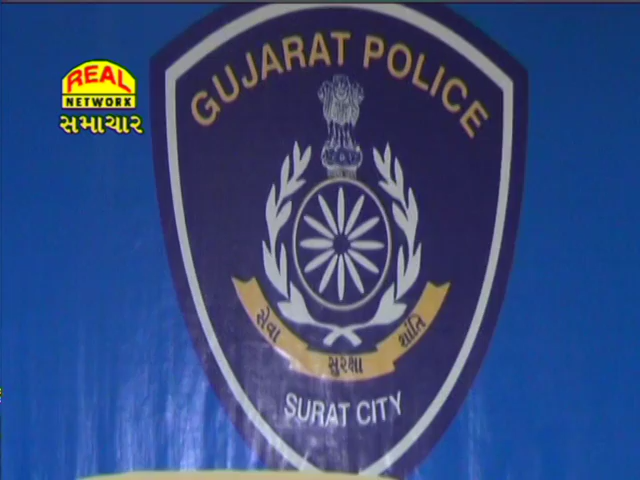 REAL
NETWORK
સમાચાર
GUJARAT POLICE
સેવા
સુરક્ષા
શાંતિ
SURAT CITY